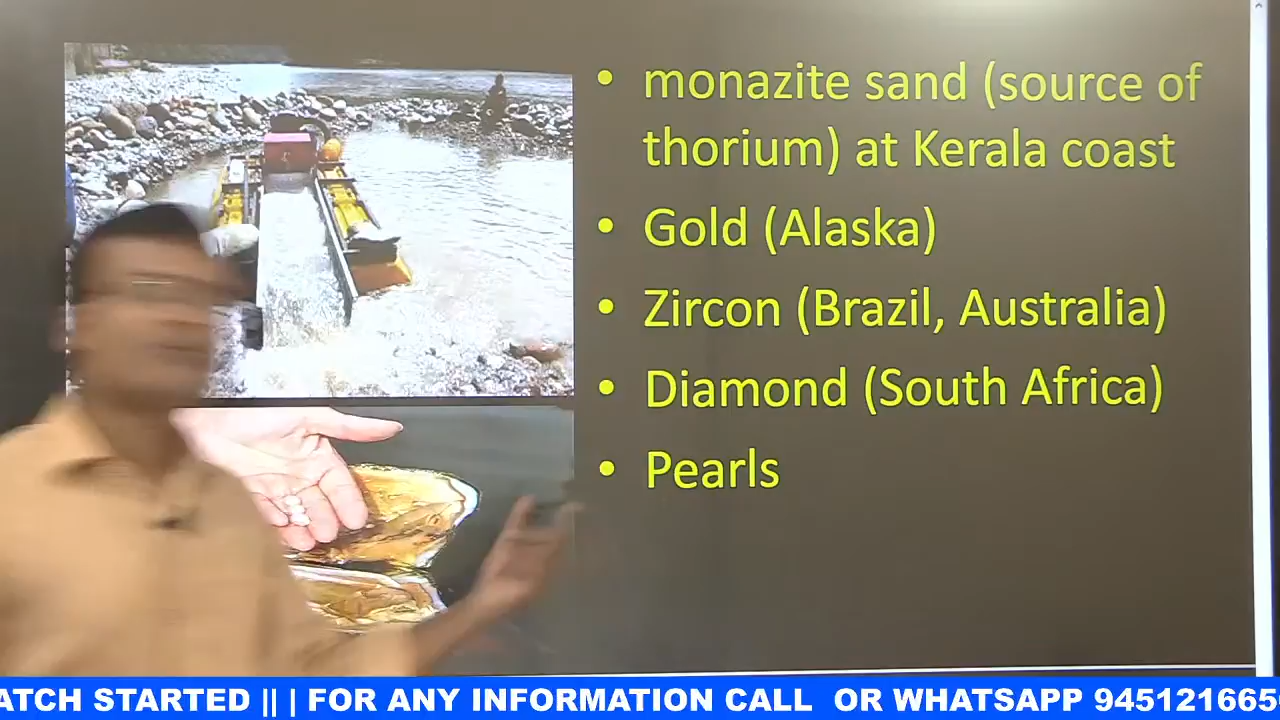 • monazite sand (source of
thorium) at Kerala coast
• Gold (Alaska)
• Zircon (Brazil, Australia)
• Diamond (South Africa)
• Pearls
ATCH STARTED || | FOR ANY INFORMATION CALL OR WHATSAPP 945121665